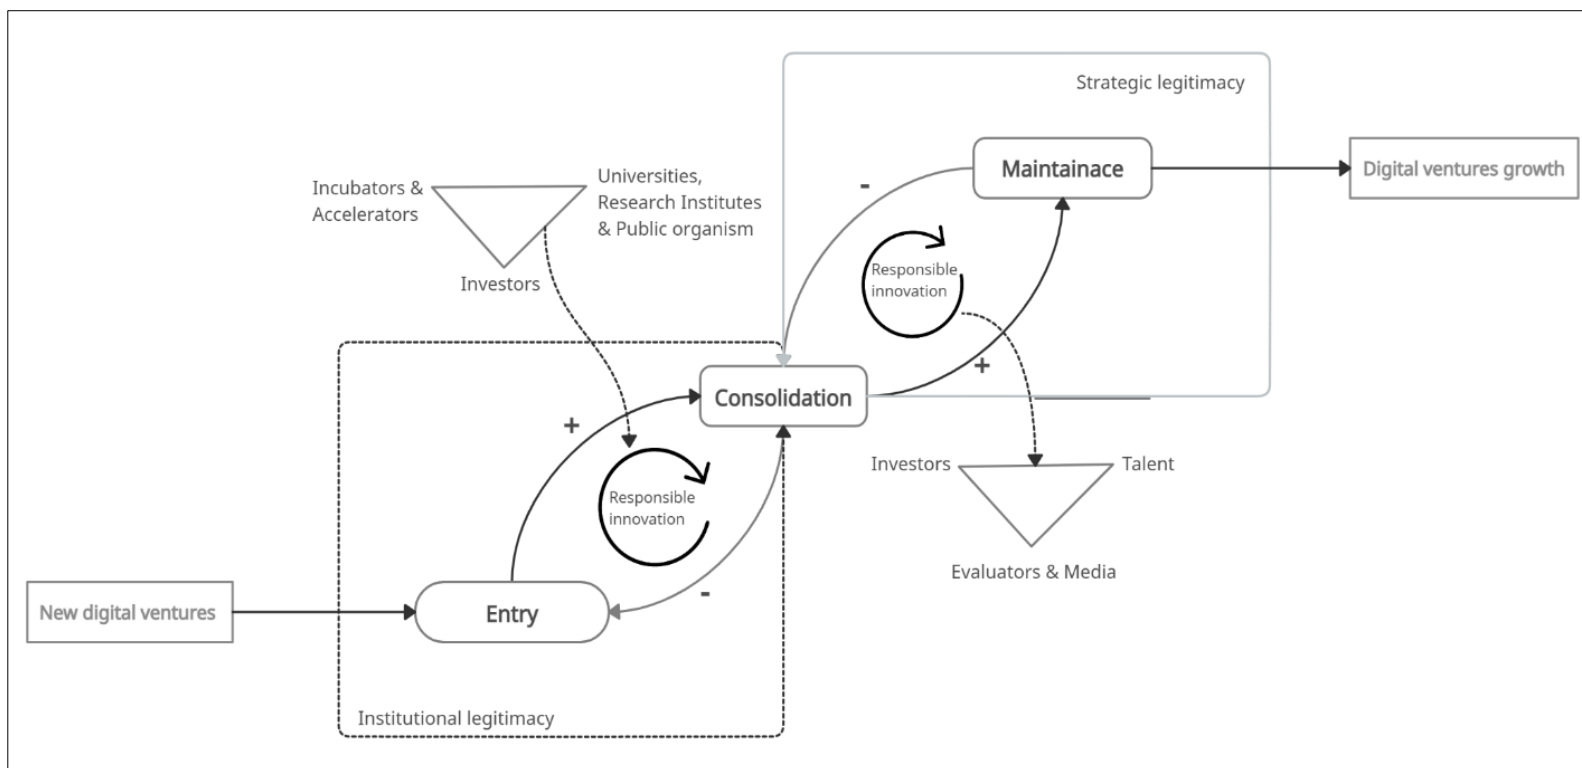 Strategic legitimacy
Maintainace
Digital ventures growth
-
Incubators &
Accelerators
Universities,
Research Institutes
& Public organism
Investors
Responsible
innovation
+
Consolidation
+
Responsible
innovation
Investors
Talent
Evaluators & Media
-
New digital ventures
Entry
Institutional legitimacy